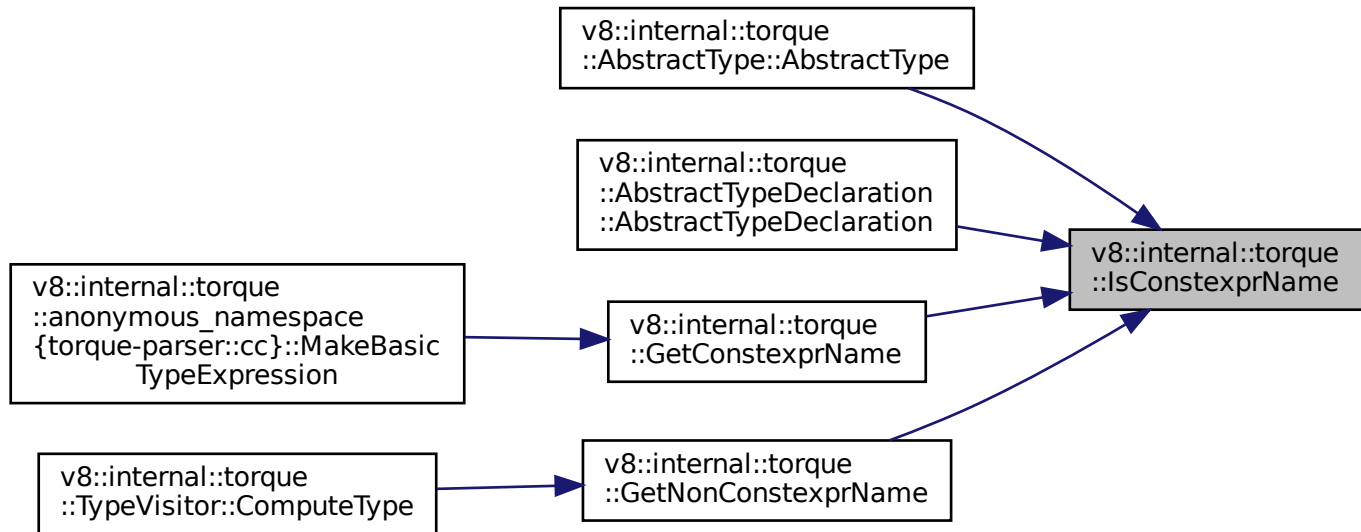 v8::internal::torque
::AbstractType::AbstractType
v8::internal::torque
::AbstractTypeDeclaration
::AbstractTypeDeclaration
v8::internal::torque
::IsConstexprName
v8::internal::torque
::anonymous_namespace
{torque-parser::cc}::MakeBasic
TypeExpression
v8::internal::torque
::GetConstexprName
v8::internal::torque
::TypeVisitor::ComputeType
v8::internal::torque
::GetNonConstexprName